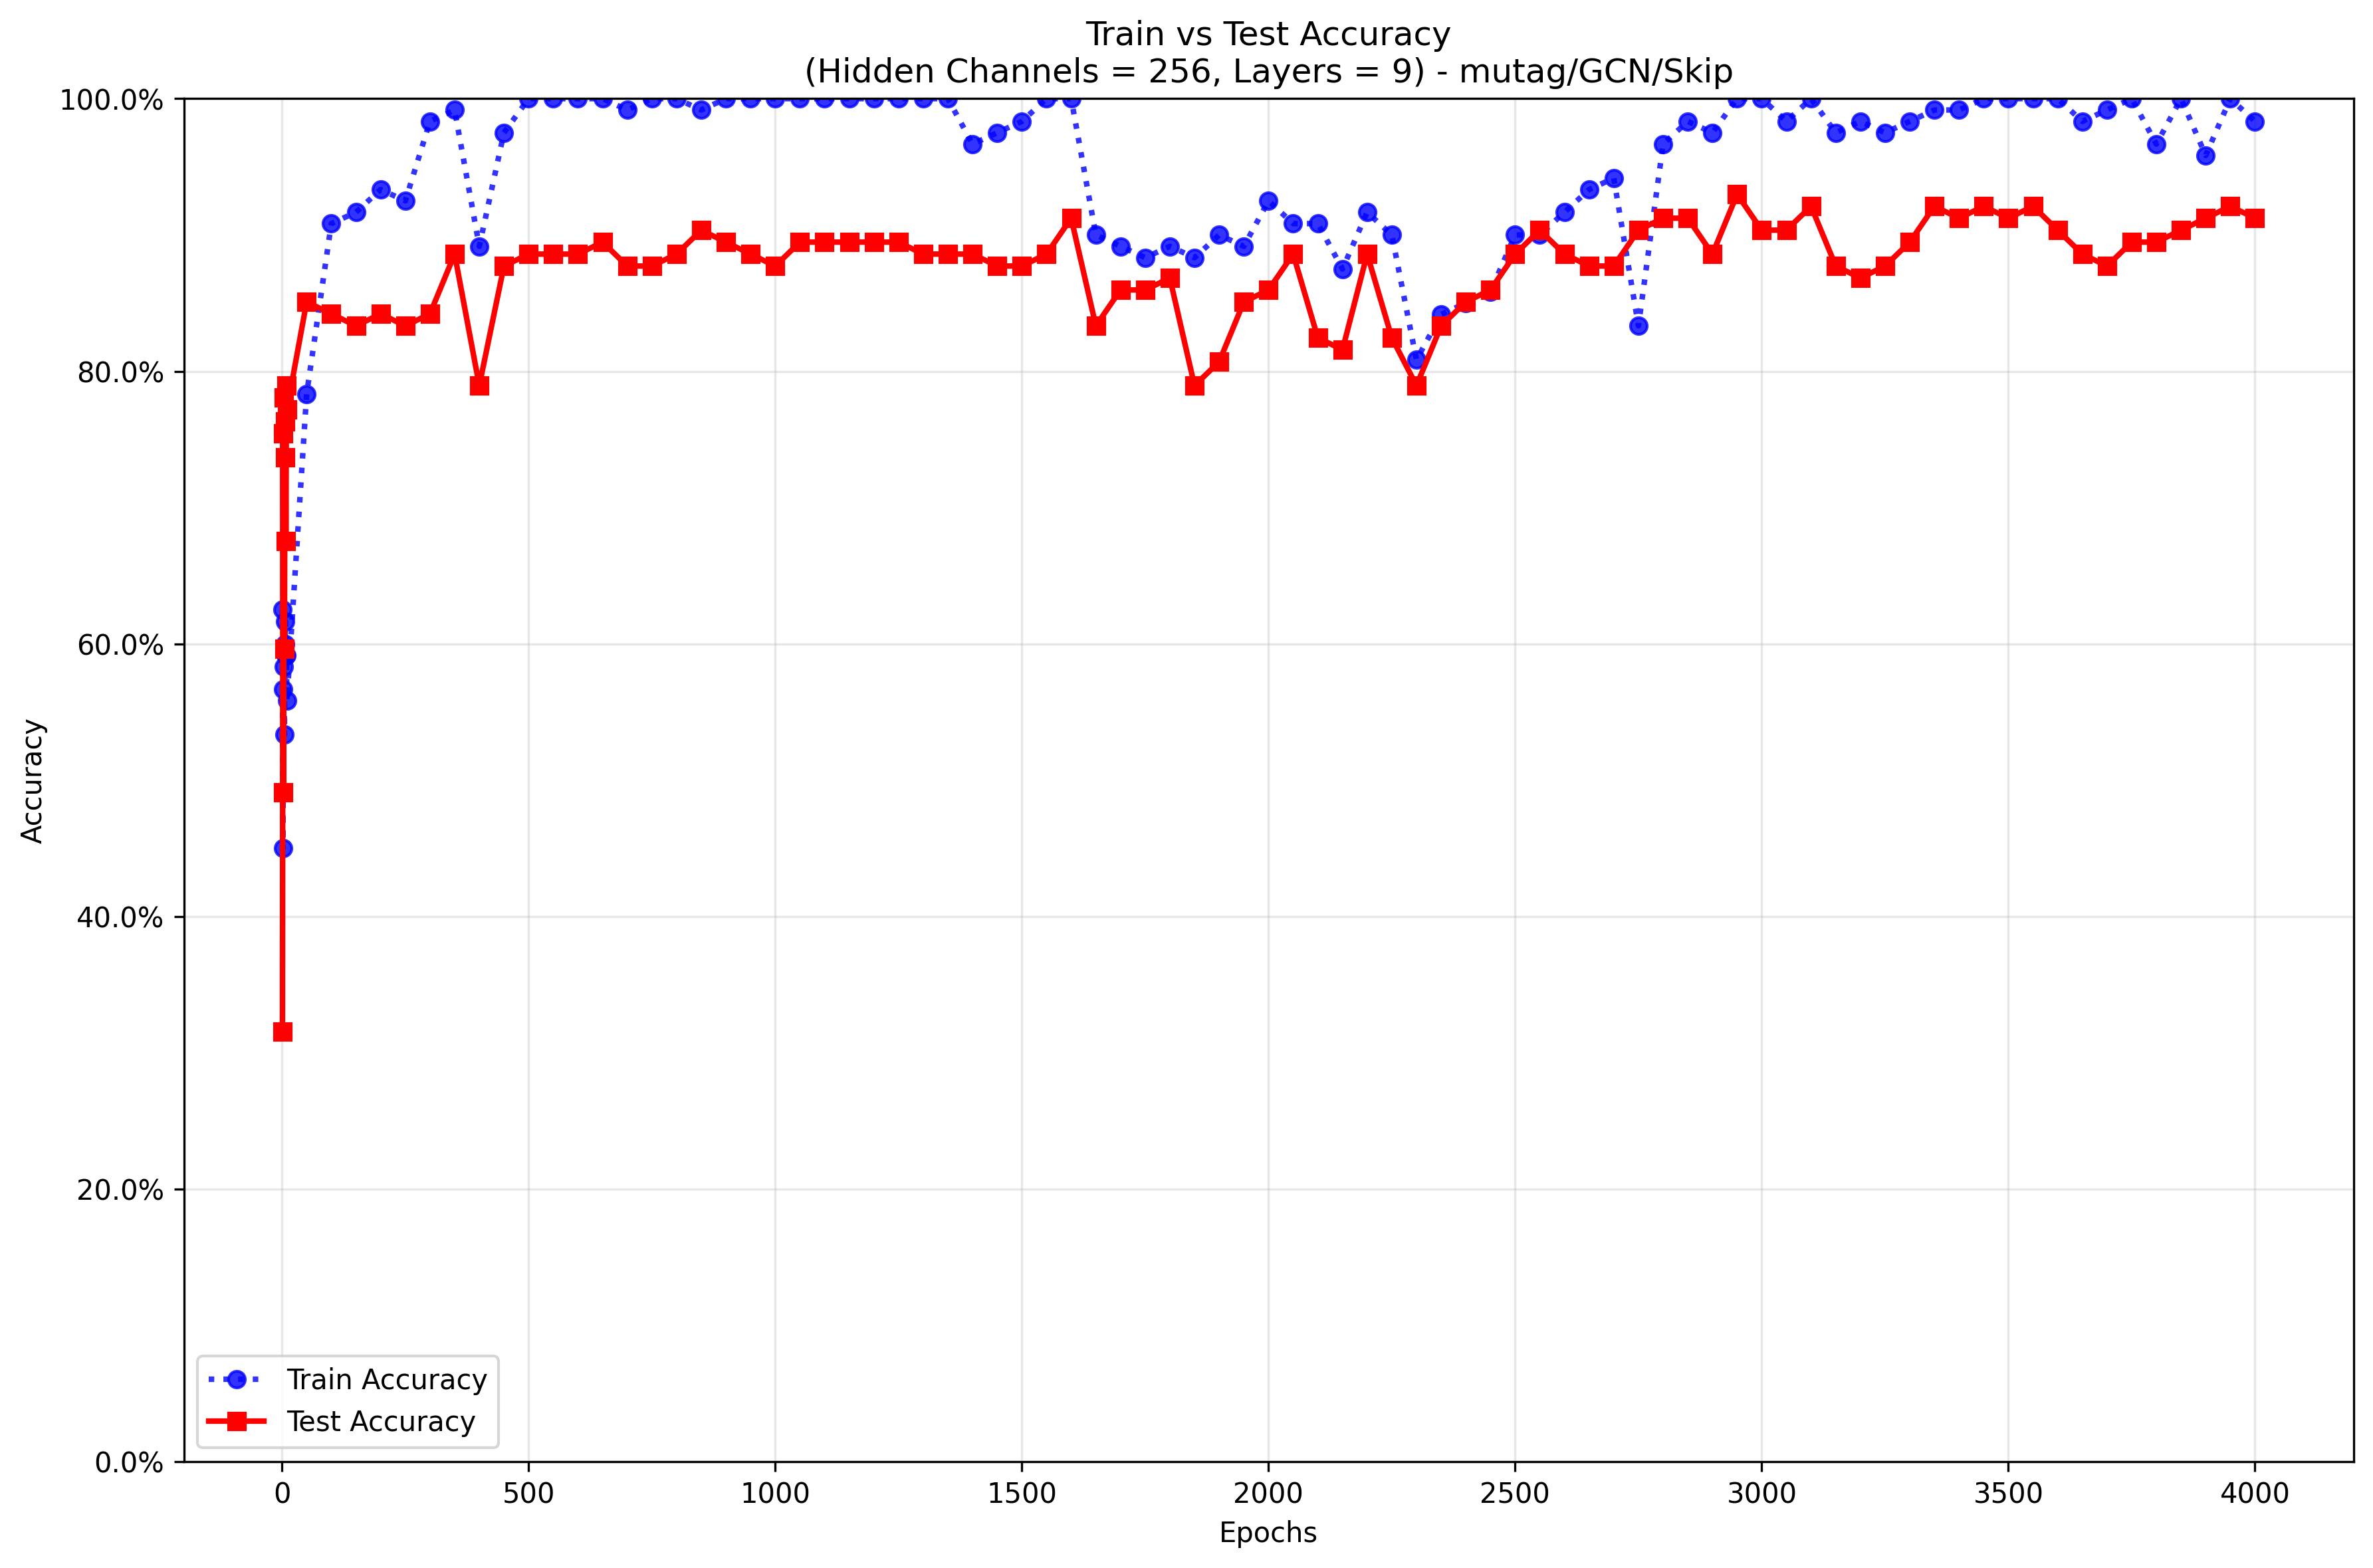 Train vs Test Accuracy
(Hidden Channels = 256, Layers = 9) - mutag/GCN/Skip
100.0%
80.0%
60.0%
40.0%
20.0%
0.0%
Accuracy
Train Accuracy
Test Accuracy
0
500
1000
1500
2000
2500
3000
3500
4000
Epochs